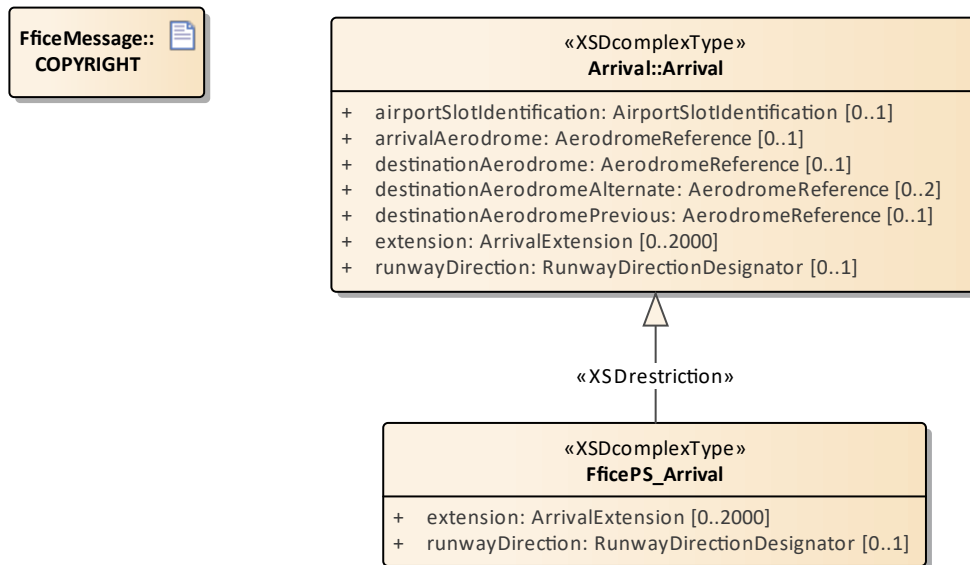 FficeMessage::
COPYRIGHT
«XSDcomplexType»
Arrival::Arrival
+ airportSlotIdentification: AirportSlotIdentification [0..1]
+ arrivalAerodrome: AerodromeReference [0..1]
+ destinationAerodrome: AerodromeReference [0..1]
+ destinationAerodromeAlternate: AerodromeReference [0..2]
+ destinationAerodromePrevious: AerodromeReference [0..1]
+ extension: ArrivalExtension [0..2000]
+ runwayDirection: RunwayDirectionDesignator [0..1]
«XSDrestriction»
«XSDcomplexType»
FficePS_Arrival
+ extension: ArrivalExtension [0..2000]
+ runwayDirection: RunwayDirectionDesignator [0..1]